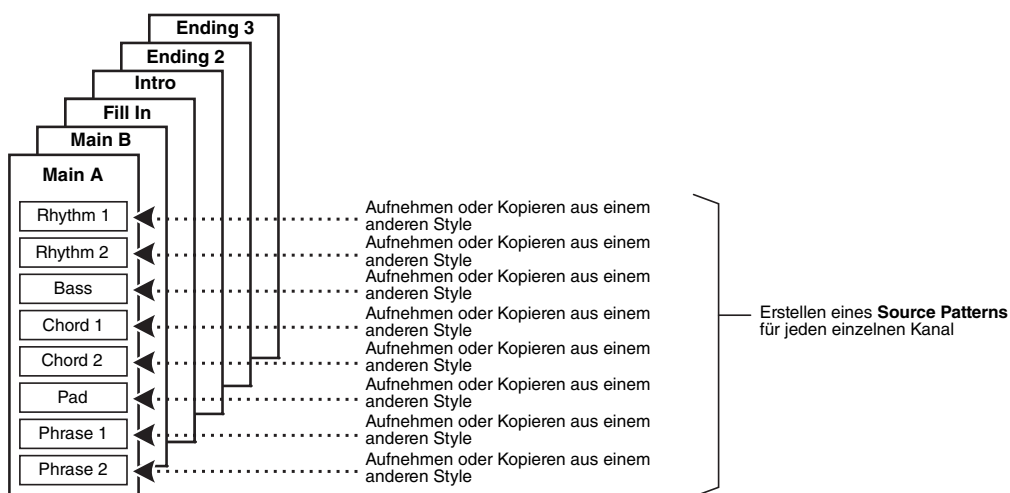 Ending 3
Ending 2
Intro
Fill In
Main B
Main A
Rhythm 1
Aufnehmen oder Kopieren aus einem
anderen Style
Rhythm 2
Aufnehmen oder Kopieren aus einem
anderen Style
Bass
Aufnehmen oder Kopieren aus einem
anderen Style
Chord 1
Aufnehmen oder Kopieren aus einem
anderen Style
Chord 2
Aufnehmen oder Kopieren aus einem
anderen Style
Pad
Aufnehmen oder Kopieren aus einem
anderen Style
Phrase 1
Aufnehmen oder Kopieren aus einem
anderen Style
Phrase 2
Aufnehmen oder Kopieren aus einem
anderen Style
Erstellen eines Source Patterns
für jeden einzelnen Kanal